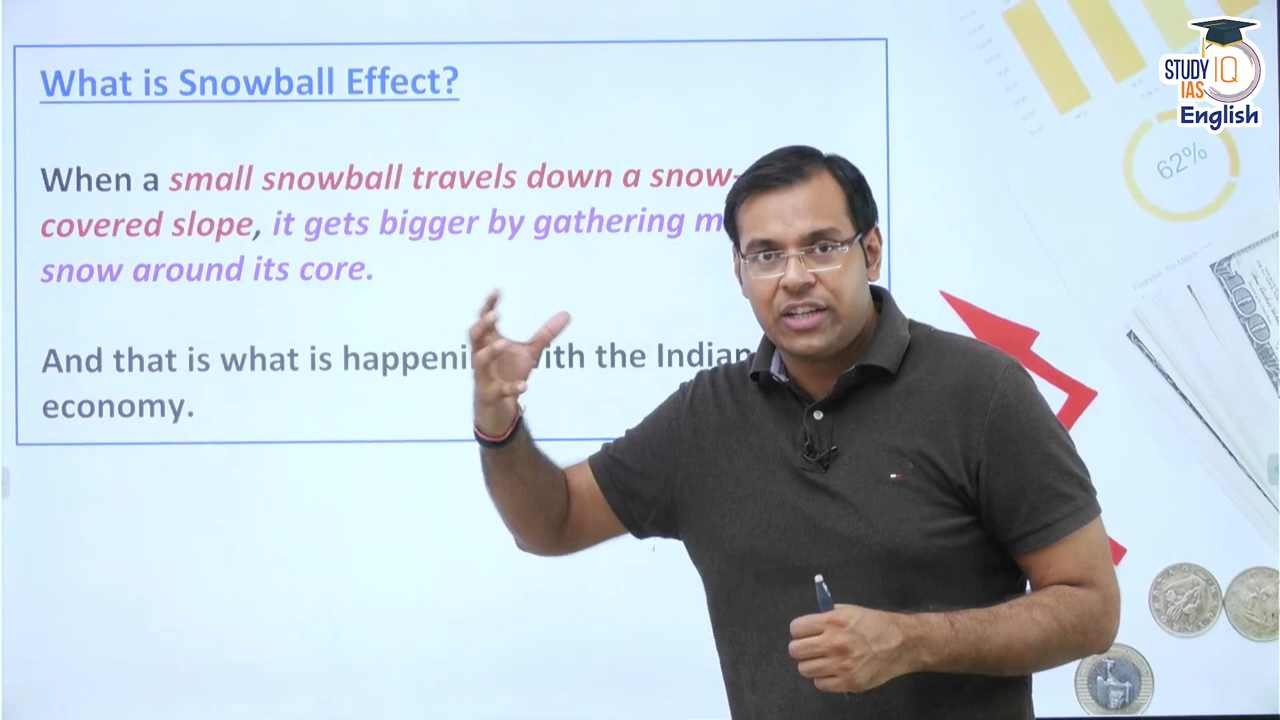 What is Snowball Effect?
When a small snowball travels down a snow-
covered slope, it gets bigger by gathering
snow around its core.
And that is what is with the Indian
economy.
STUDY IQ
IAS
English
62%
100